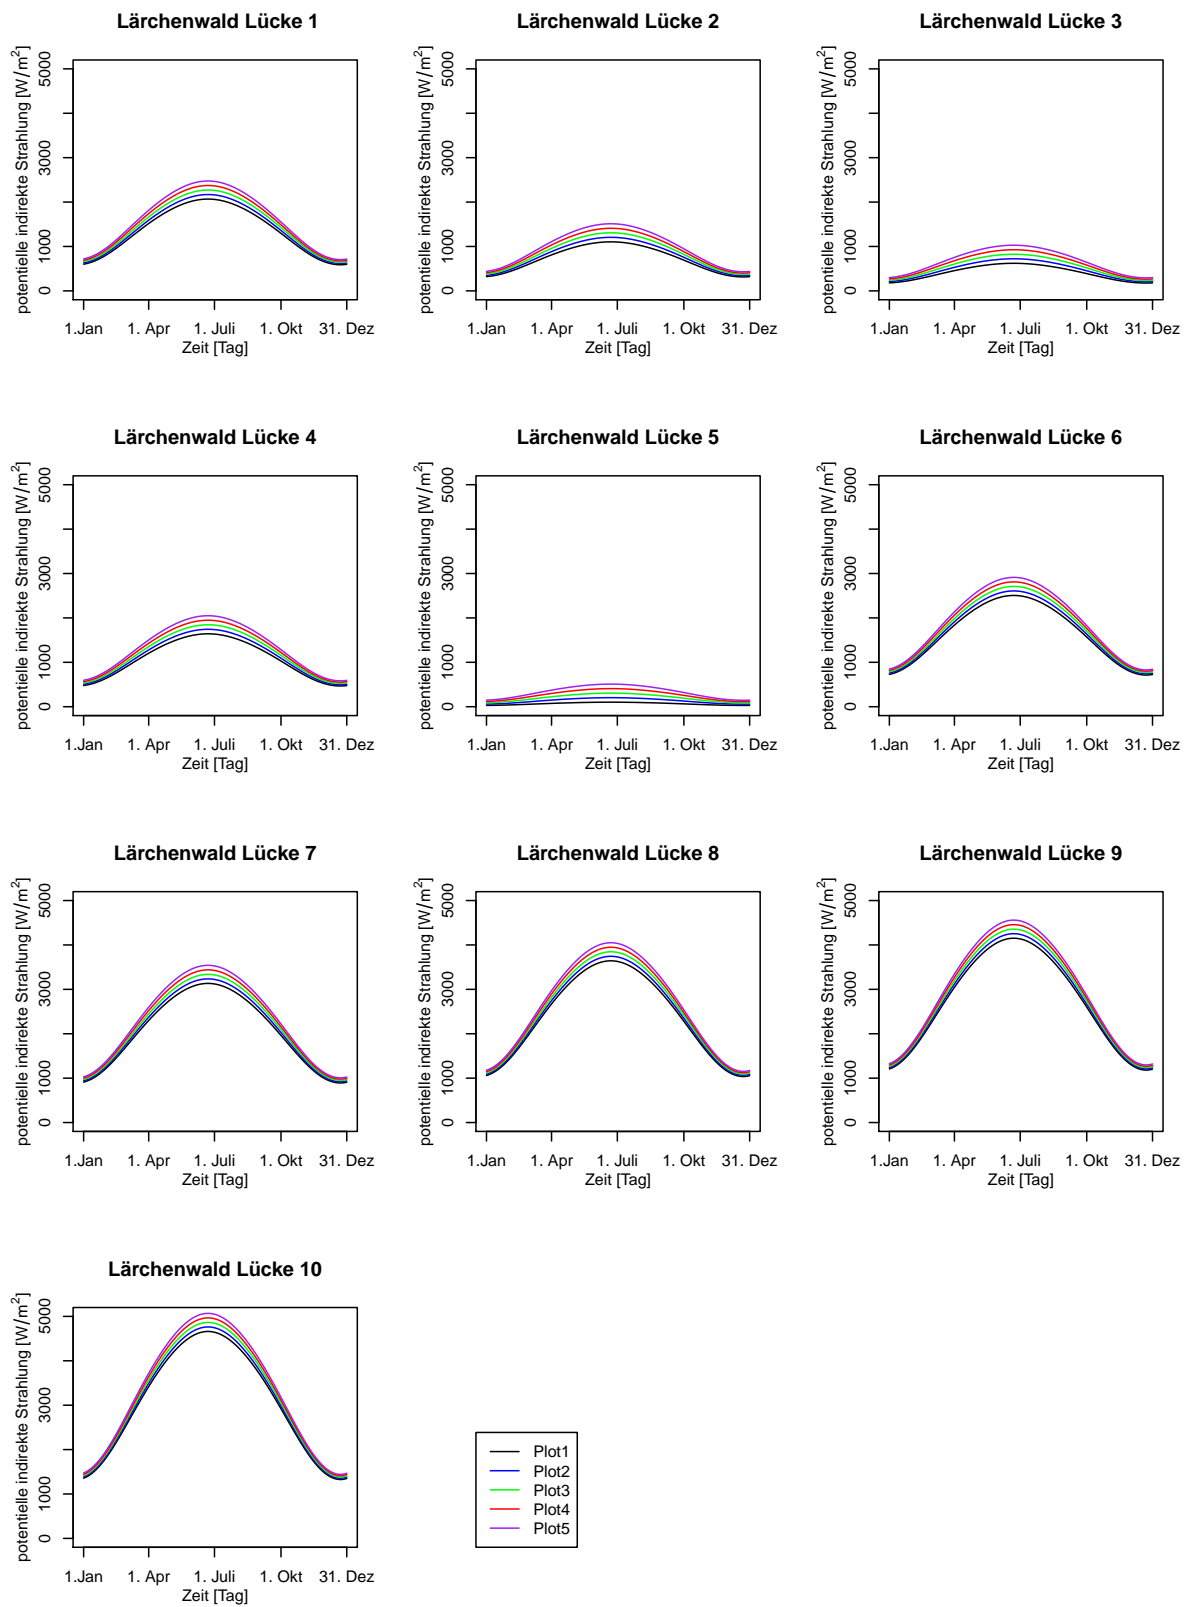 Lärchenwald Lücke 1
potentielle indirekte Strahlung [W/m²]
5000
3000
1000
0
1.Jan 1. Apr 1. Juli 1. Okt 31. Dez
Zeit [Tag]
Lärchenwald Lücke 2
potentielle indirekte Strahlung [W/m²]
5000
3000
1000
0
1.Jan 1. Apr 1. Juli 1. Okt 31. Dez
Zeit [Tag]
Lärchenwald Lücke 3
potentielle indirekte Strahlung [W/m²]
5000
3000
1000
0
1.Jan 1. Apr 1. Juli 1. Okt 31. Dez
Zeit [Tag]
Lärchenwald Lücke 4
potentielle indirekte Strahlung [W/m²]
5000
3000
1000
0
1.Jan 1. Apr 1. Juli 1. Okt 31. Dez
Zeit [Tag]
Lärchenwald Lücke 5
potentielle indirekte Strahlung [W/m²]
5000
3000
1000
0
1.Jan 1. Apr 1. Juli 1. Okt 31. Dez
Zeit [Tag]
Lärchenwald Lücke 6
potentielle indirekte Strahlung [W/m²]
5000
3000
1000
0
1.Jan 1. Apr 1. Juli 1. Okt 31. Dez
Zeit [Tag]
Lärchenwald Lücke 7
potentielle indirekte Strahlung [W/m²]
5000
3000
1000
0
1.Jan 1. Apr 1. Juli 1. Okt 31. Dez
Zeit [Tag]
Lärchenwald Lücke 8
potentielle indirekte Strahlung [W/m²]
5000
3000
1000
0
1.Jan 1. Apr 1. Juli 1. Okt 31. Dez
Zeit [Tag]
Lärchenwald Lücke 9
potentielle indirekte Strahlung [W/m²]
5000
3000
1000
0
1.Jan 1. Apr 1. Juli 1. Okt 31. Dez
Zeit [Tag]
Lärchenwald Lücke 10
potentielle indirekte Strahlung [W/m²]
5000
3000
1000
0
1.Jan 1. Apr 1. Juli 1. Okt 31. Dez
Zeit [Tag]
Plot1
Plot2
Plot3
Plot4
Plot5